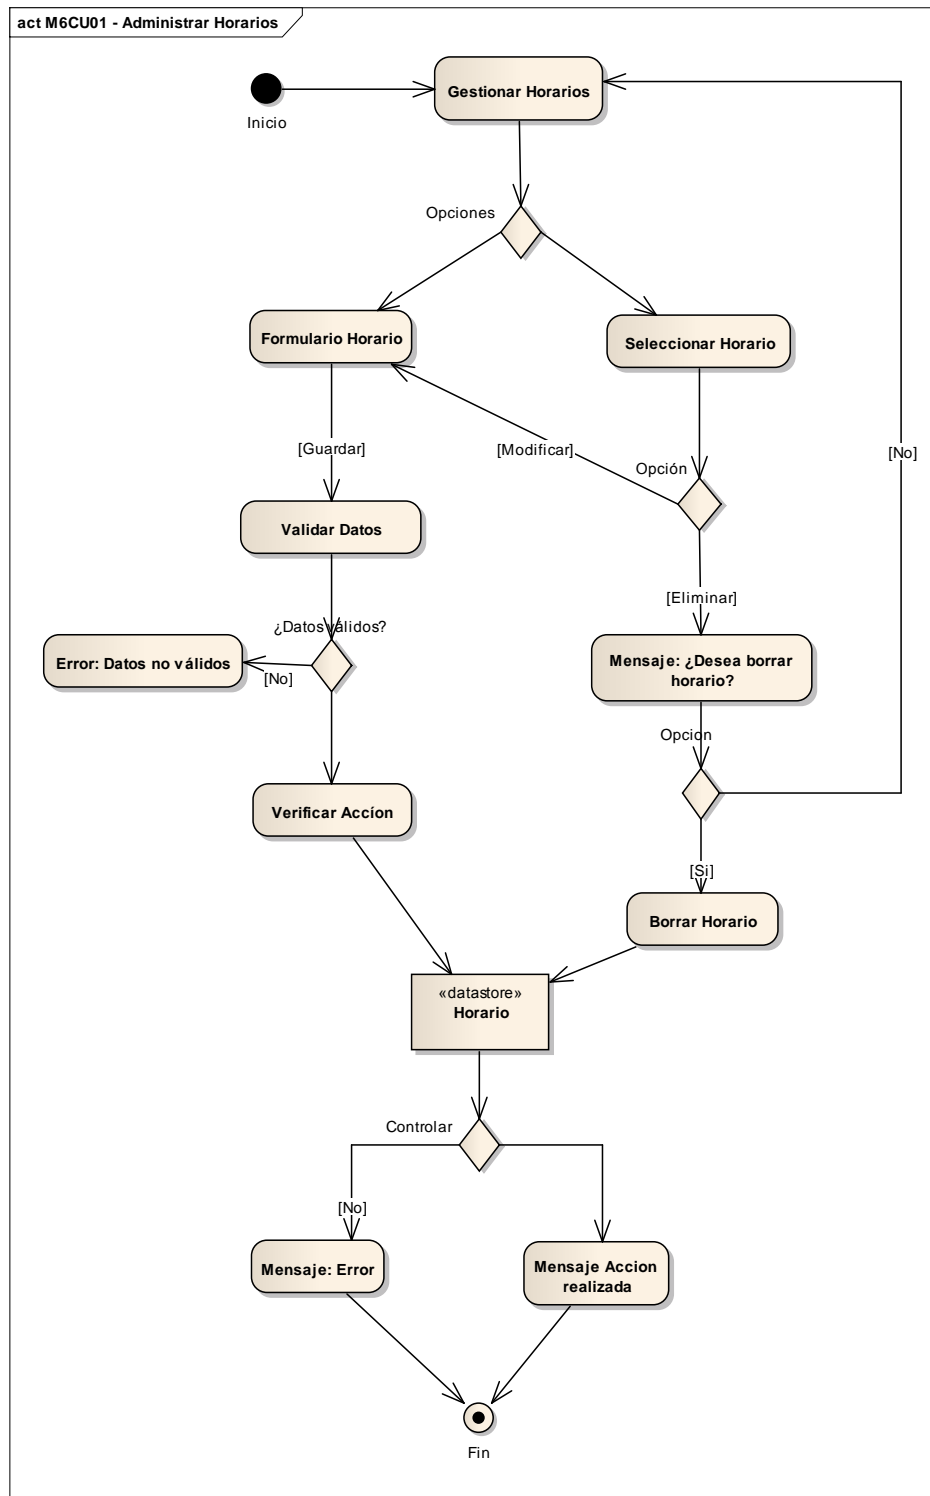 act M6CU01 - Administrar Horarios
Gestionar Horarios
Inicio
Opciones
Formulario Horario
Seleccionar Horario
[Guardar]
[Modificar]
[No]
Opción
Validar Datos
[Eliminar]
¿Datos válidos?
Error: Datos no válidos
[No]
Mensaje: ¿Desea borrar
horario?
Opcion
Verificar Accíon
[Si]
Borrar Horario
«datastore»
Horario
Controlar
[No]
Mensaje: Error
Mensaje Accion
realizada
Fin